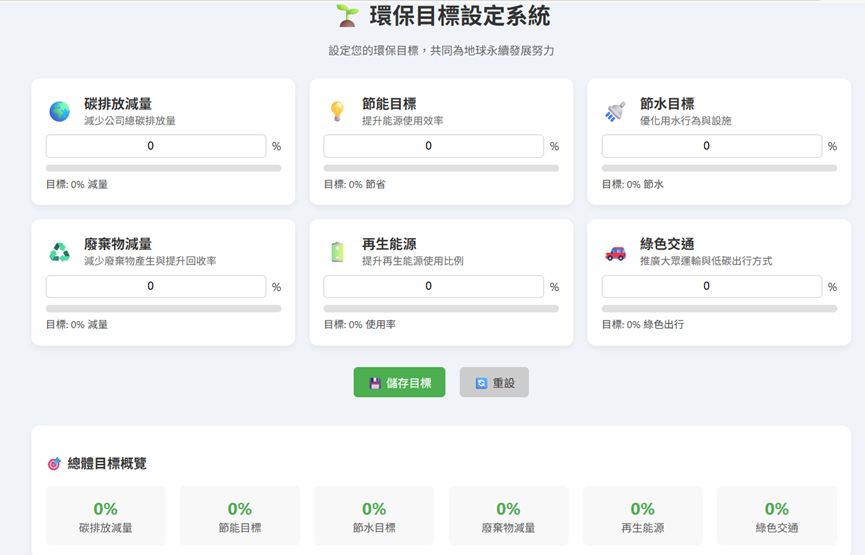 環保目標設定系統
設定您的環保目標，共同為地球永續發展努力
碳排放減量
減少公司總碳排放量
0 %
目標: 0% 減量
節能目標
提升能源使用效率
0 %
目標: 0% 節省
節水目標
優化用水行為與設施
0 %
目標: 0% 節水
廢棄物減量
減少廢棄物產生與提升回收率
0 %
目標: 0% 減量
再生能源
提升再生能源使用比例
0 %
目標: 0% 使用率
綠色交通
推廣大眾運輸與低碳出行方式
0 %
目標: 0% 綠色出行
儲存目標
重設
總體目標概覽
0%
碳排放減量
0%
節能目標
0%
節水目標
0%
廢棄物減量
0%
再生能源
0%
綠色交通